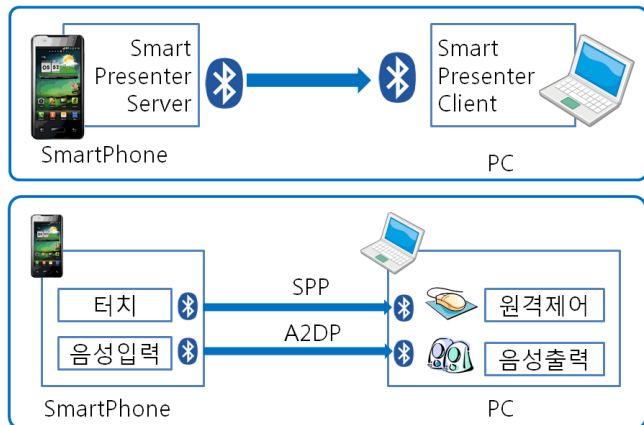 Smart
Presenter
Server
Smart
Presenter
Client
SmartPhone
PC
SPP
터치
원격제어
A2DP
음성입력
음성출력
SmartPhone
PC